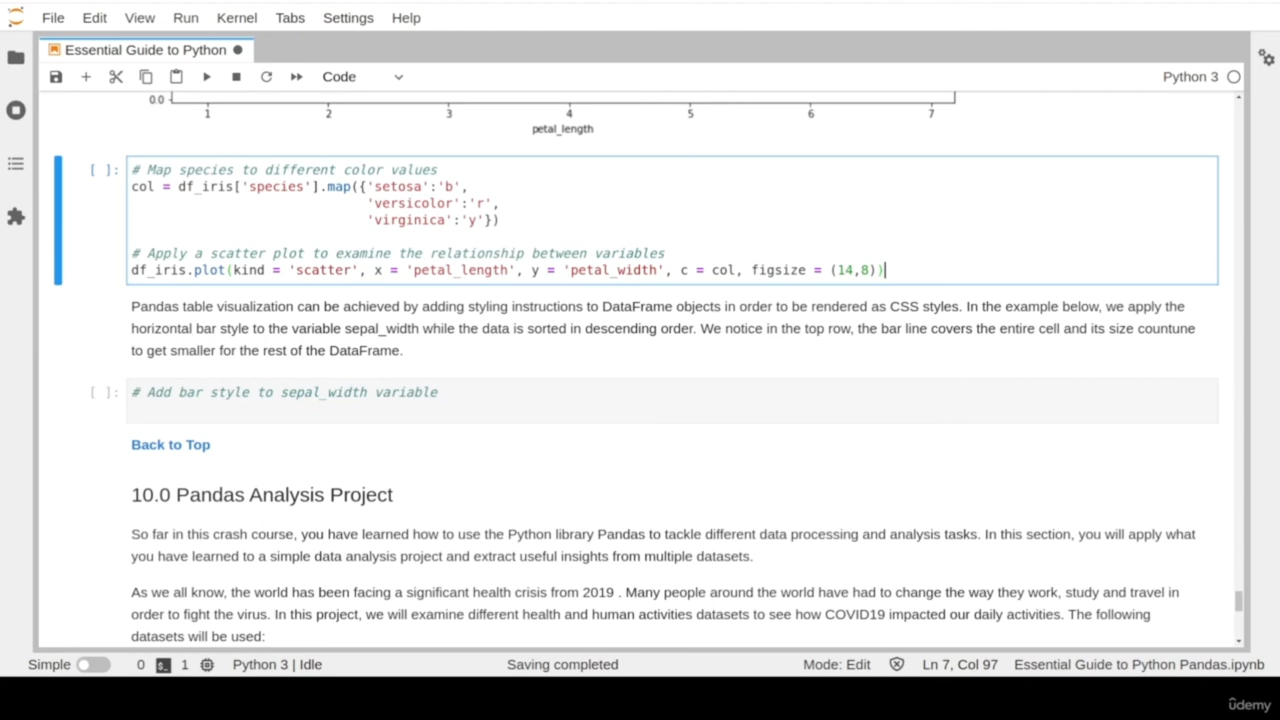 File Edit View Run Kernel Tabs Settings Help
Essential Guide to Python
Code
Python 3
0.0
1 2 3 4 5 6 7
petal_length
[ ]:
# Map species to different color values
col = df_iris['species'].map({'setosa':'b',
'versicolor':'r',
'virginica':'y'})
# Apply a scatter plot to examine the relationship between variables
df_iris.plot(kind = 'scatter', x = 'petal_length', y = 'petal_width', c = col, figsize = (14,8))
Pandas table visualization can be achieved by adding styling instructions to DataFrame objects in order to be rendered as CSS styles. In the example below, we apply the
horizontal bar style to the variable sepal_width while the data is sorted in descending order. We notice in the top row, the bar line covers the entire cell and its size countune
to get smaller for the rest of the DataFrame.
[ ]:
# Add bar style to sepal_width variable
Back to Top
10.0 Pandas Analysis Project
So far in this crash course, you have learned how to use the Python library Pandas to tackle different data processing and analysis tasks. In this section, you will apply what
you have learned to a simple data analysis project and extract useful insights from multiple datasets.
As we all know, the world has been facing a significant health crisis from 2019 . Many people around the world have had to change the way they work, study and travel in
order to fight the virus. In this project, we will examine different health and human activities datasets to see how COVID19 impacted our daily activities. The following
datasets will be used:
Simple 0 $_ 1 Python 3 | Idle Saving completed Mode: Edit Ln 7, Col 97 Essential Guide to Python Pandas.ipynb
ûdemy